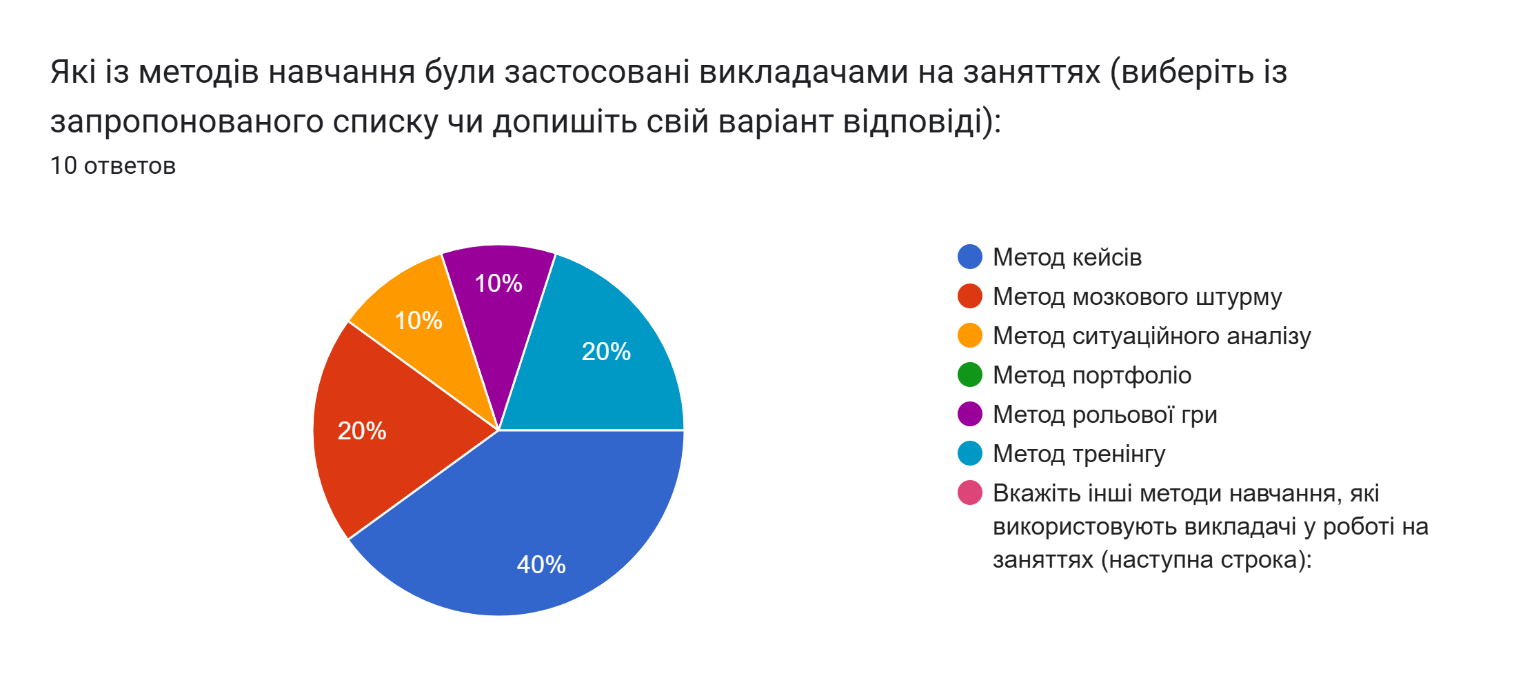 Які із методів навчання були застосовані викладачами на заняттях (виберіть із
запропонованого списку чи допишіть свій варіант відповіді):
10 ответов
10%
10%
20%
20%
40%
Метод кейсів
Метод мозкового штурму
Метод ситуаційного аналізу
Метод портфоліо
Метод рольової гри
Метод тренінгу
Вкажіть інші методи навчання, які
використовують викладачі у роботі на
заняттях (наступна строка):